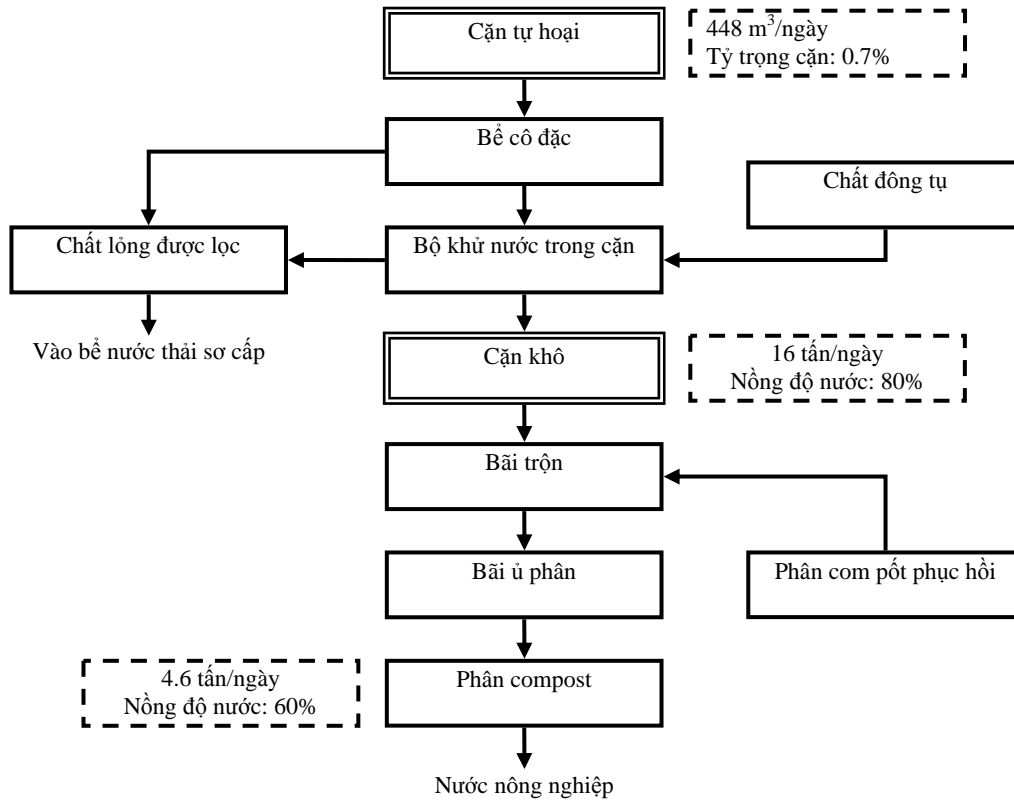 Cặn tự hoại
448 m³/ngày
Tỷ trọng cặn: 0.7%
Bể cô đặc
Chất đông tụ
Chất lỏng được lọc
Bộ khử nước trong cặn
Vào bể nước thải sơ cấp
Cặn khô
16 tấn/ngày
Nồng độ nước: 80%
Bãi trộn
Bãi ủ phân
Phân com pốt phục hồi
4.6 tấn/ngày
Nồng độ nước: 60%
Phân compost
Nước nông nghiệp